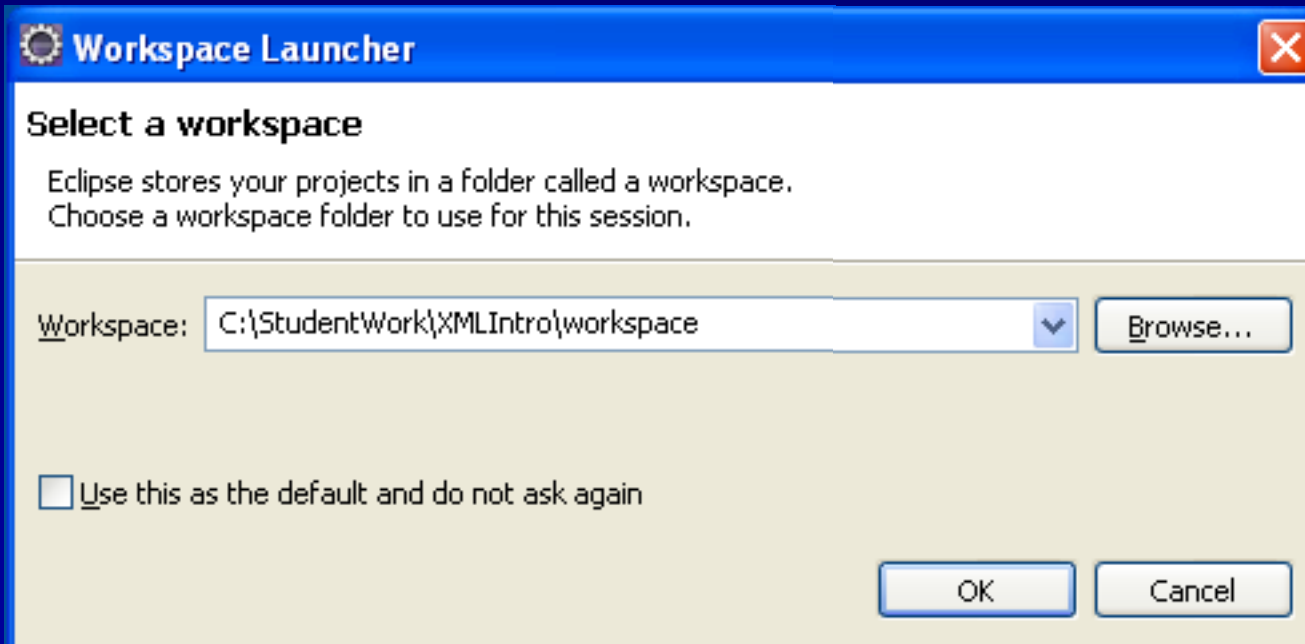 Workspace Launcher
Select a workspace
Eclipse stores your projects in a folder called a workspace.
Choose a workspace folder to use for this session.
Workspace: C:\StudentWork\XMLIntro\workspace Browse...
Use this as the default and do not ask again
OK Cancel